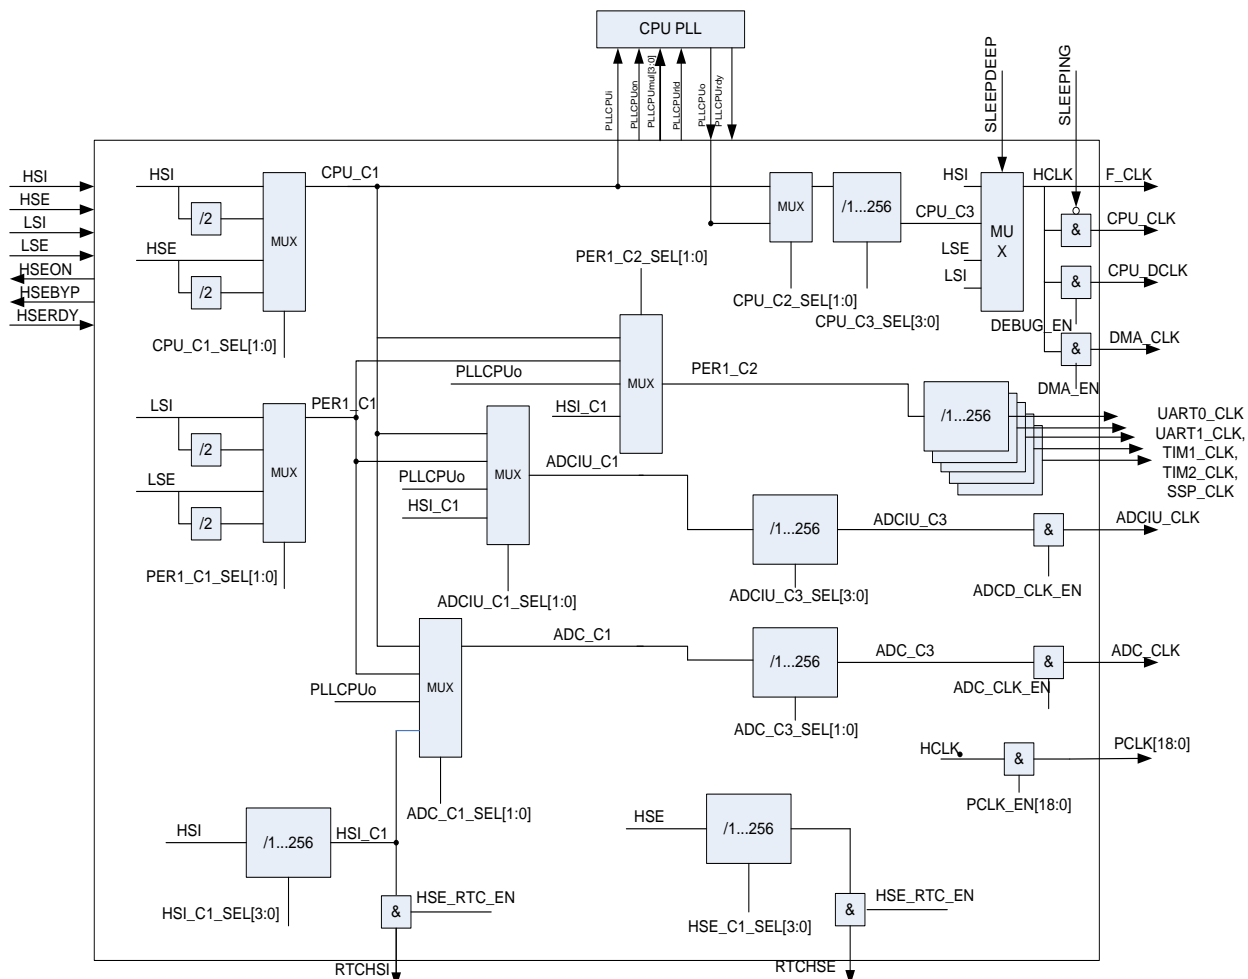 CPU PLL
PLLCPUi
PLLCPUon
PLLCPUmul[3:0]
PLLCPUrld
PLLCPUo
PLLCPUrdy
SLEEPDEEP
SLEEPING
HSI
HSE
LSI
LSE
HSEON
HSEBYP
HSERDY
HSI
/2
HSE
/2
MUX
CPU_C1
CPU_C1_SEL[1:0]
MUX
CPU_C2_SEL[1:0]
/1...256
CPU_C3
CPU_C3_SEL[3:0]
HSI
LSE
LSI
MU
X
HCLK
F_CLK
&
CPU_CLK
&
CPU_DCLK
DEBUG_EN
&
DMA_CLK
DMA_EN
PER1_C2_SEL[1:0]
PLLCPUo
HSI_C1
MUX
PER1_C2
/1...256
UART0_CLK
UART1_CLK,
TIM1_CLK,
TIM2_CLK,
SSP_CLK
LSI
/2
LSE
/2
MUX
PER1_C1
PER1_C1_SEL[1:0]
PLLCPUo
HSI_C1
MUX
ADCIU_C1
ADCIU_C1_SEL[1:0]
/1...256
ADCIU_C3
ADCIU_C3_SEL[3:0]
&
ADCIU_CLK
ADCD_CLK_EN
PLLCPUo
MUX
ADC_C1
ADC_C1_SEL[1:0]
/1...256
ADC_C3
ADC_C3_SEL[1:0]
&
ADC_CLK
ADC_CLK_EN
HCLK
&
PCLK[18:0]
PCLK_EN[18:0]
HSI
/1...256
HSI_C1
HSI_C1_SEL[3:0]
&
HSE_RTC_EN
RTCHSI
HSE
/1...256
HSE_C1_SEL[3:0]
&
HSE_RTC_EN
RTCHSE